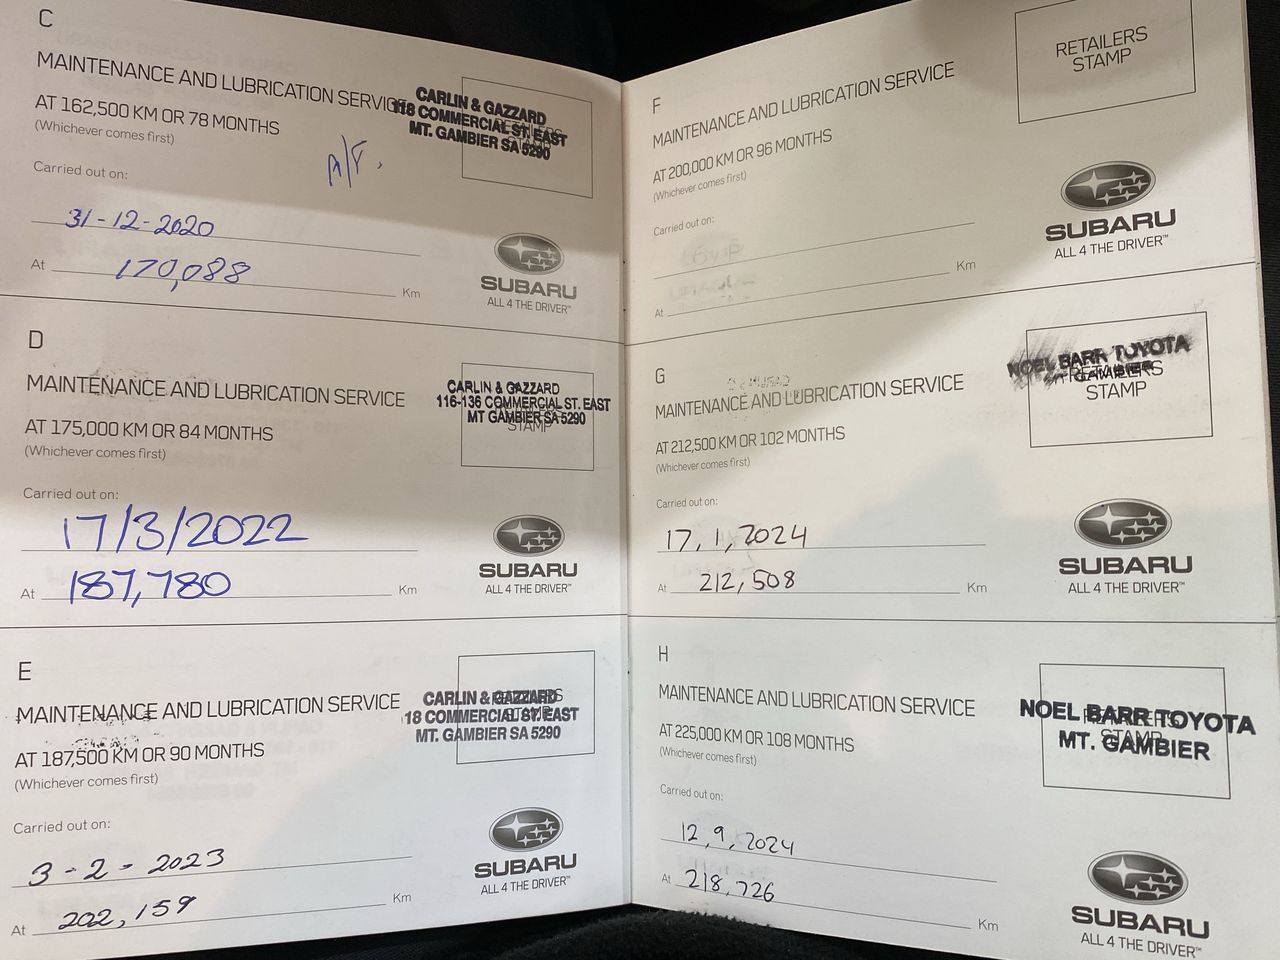 C
MAINTENANCE AND LUBRICATION SERVICE
AT 162,500 KM OR 78 MONTHS
(Whichever comes first)
CARLIN & GAZZARD
118 COMMERCIAL ST. EAST
MT. GAMBIER SA 5290
Carried out on:
31-12-2020
At 170,088 Km
SUBARU
ALL 4 THE DRIVER™
D
MAINTENANCE AND LUBRICATION SERVICE
AT 175,000 KM OR 84 MONTHS
(Whichever comes first)
CARLIN & GAZZARD
116-136 COMMERCIAL ST. EAST
MT GAMBIER SA 5290
STAMP
Carried out on:
17/3/2022
At 187,780 Km
SUBARU
ALL 4 THE DRIVER™
E
MAINTENANCE AND LUBRICATION SERVICE
AT 187,500 KM OR 90 MONTHS
(Whichever comes first)
CARLIN & GAZZARD
18 COMMERCIAL ST. EAST
MT. GAMBIER SA 5290
Carried out on:
3-2-2023
At 202,159 Km
SUBARU
ALL 4 THE DRIVER™
F
MAINTENANCE AND LUBRICATION SERVICE
AT 200,000 KM OR 96 MONTHS
(Whichever comes first)
RETAILERS
STAMP
Carried out on:
At Km
SUBARU
ALL 4 THE DRIVER™
G
MAINTENANCE AND LUBRICATION SERVICE
AT 212,500 KM OR 102 MONTHS
(Whichever comes first)
NOEL BARR TOYOTA
MT. GAMBIER
RETAILERS
STAMP
Carried out on:
17,1,2024
At 212,508 Km
SUBARU
ALL 4 THE DRIVER™
H
MAINTENANCE AND LUBRICATION SERVICE
AT 225,000 KM OR 108 MONTHS
(Whichever comes first)
NOEL BARR TOYOTA
MT. GAMBIER
RETAILERS
STAMP
Carried out on:
12,9,2024
At 218,726 Km
SUBARU
ALL 4 THE DRIVER™